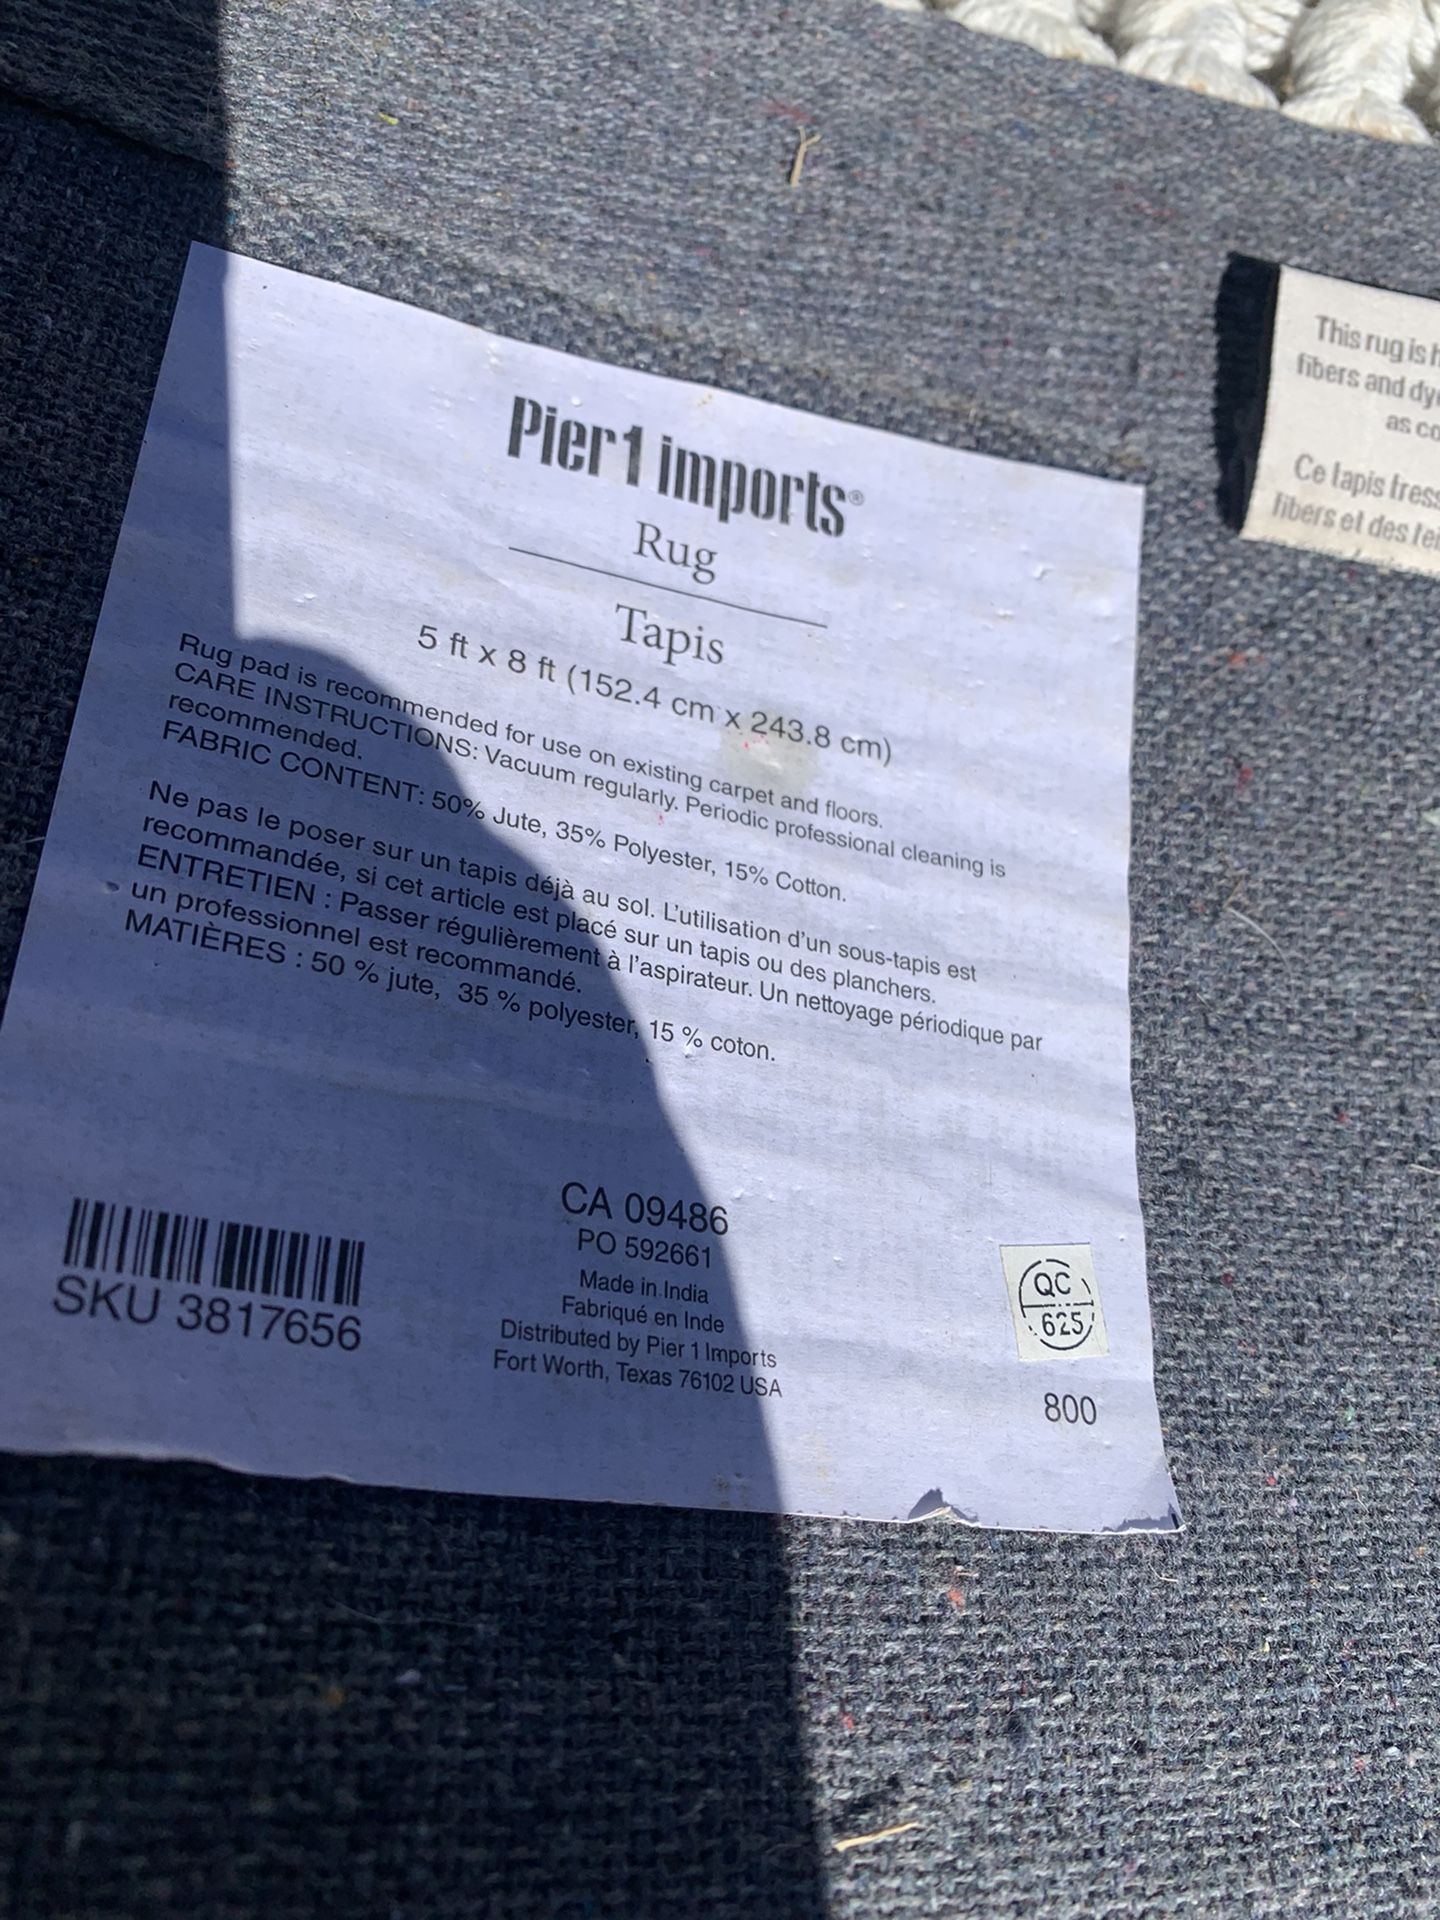 Pier1 imports®
Rug
Tapis
5 ft x 8 ft (152.4 cm x 243.8 cm)
Rug pad is recommended for use on existing carpet and floors.
CARE INSTRUCTIONS: Vacuum regularly. Periodic professional cleaning is
recommended.
FABRIC CONTENT: 50% Jute, 35% Polyester, 15% Cotton.
Ne pas le poser sur un tapis déjà au sol. L'utilisation d'un sous-tapis est
recommandée, si cet article est placé sur un tapis ou des planchers.
ENTRETIEN : Passer régulièrement à l'aspirateur. Un nettoyage périodique par
un professionnel est recommandé.
MATIÈRES : 50 % jute, 35 % polyester, 15 % coton.
CA 09486
PO 592661
Made in India
Fabriqué en Inde
Distributed by Pier 1 Imports
Fort Worth, Texas 76102 USA
SKU 3817656
QC
625
800
This rug is
fibers and
as
Ce tapis
fibers et des